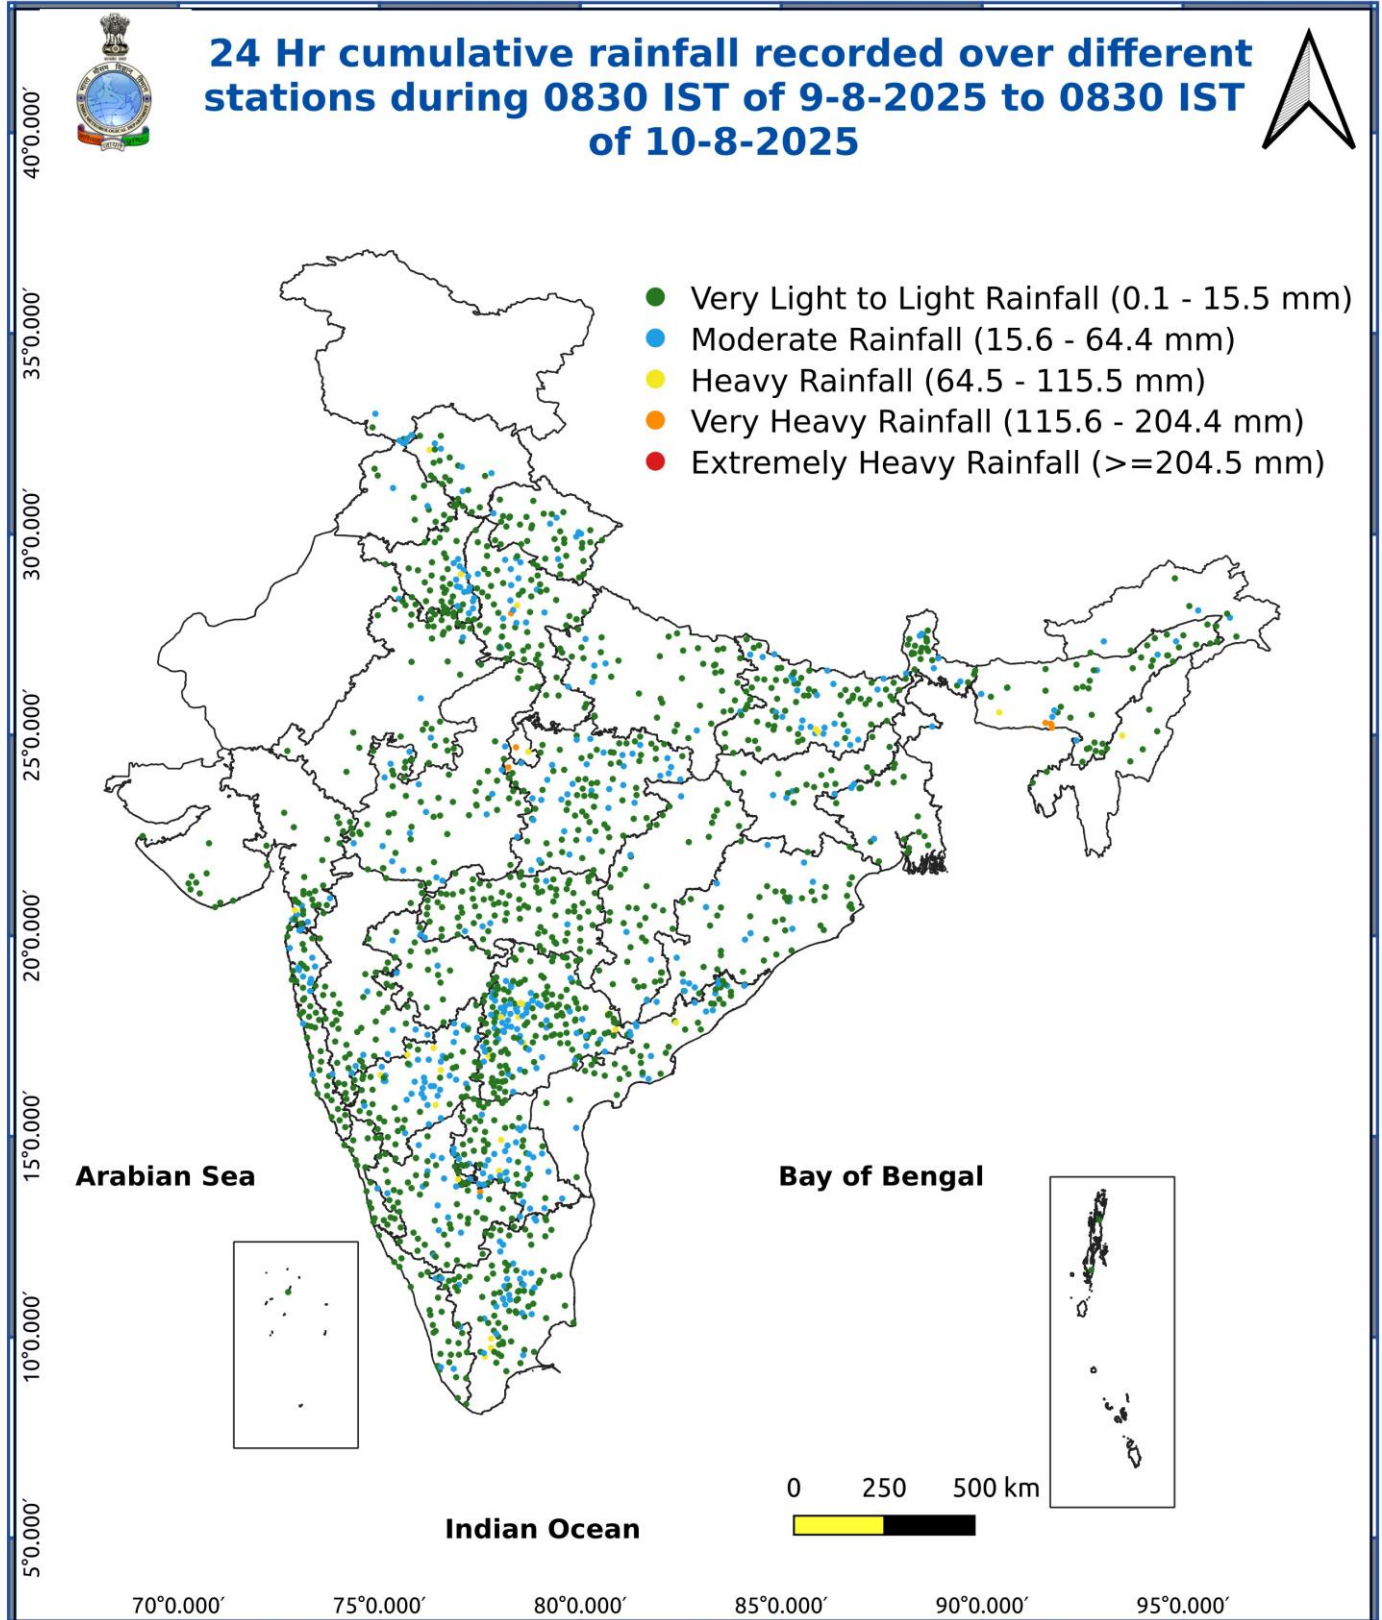 24 Hr cumulative rainfall recorded over different
stations during 0830 IST of 9-8-2025 to 0830 IST
of 10-8-2025
Very Light to Light Rainfall (0.1 - 15.5 mm)
Moderate Rainfall (15.6 - 64.4 mm)
Heavy Rainfall (64.5 - 115.5 mm)
Very Heavy Rainfall (115.6 - 204.4 mm)
Extremely Heavy Rainfall (>=204.5 mm)
40°0.000′
35°0.000′
30°0.000′
25°0.000′
20°0.000′
15°0.000′
10°0.000′
5°0.000′
Arabian Sea
Bay of Bengal
Indian Ocean
0 250 500 km
70°0.000′ 75°0.000′ 80°0.000′ 85°0.000′ 90°0.000′ 95°0.000′